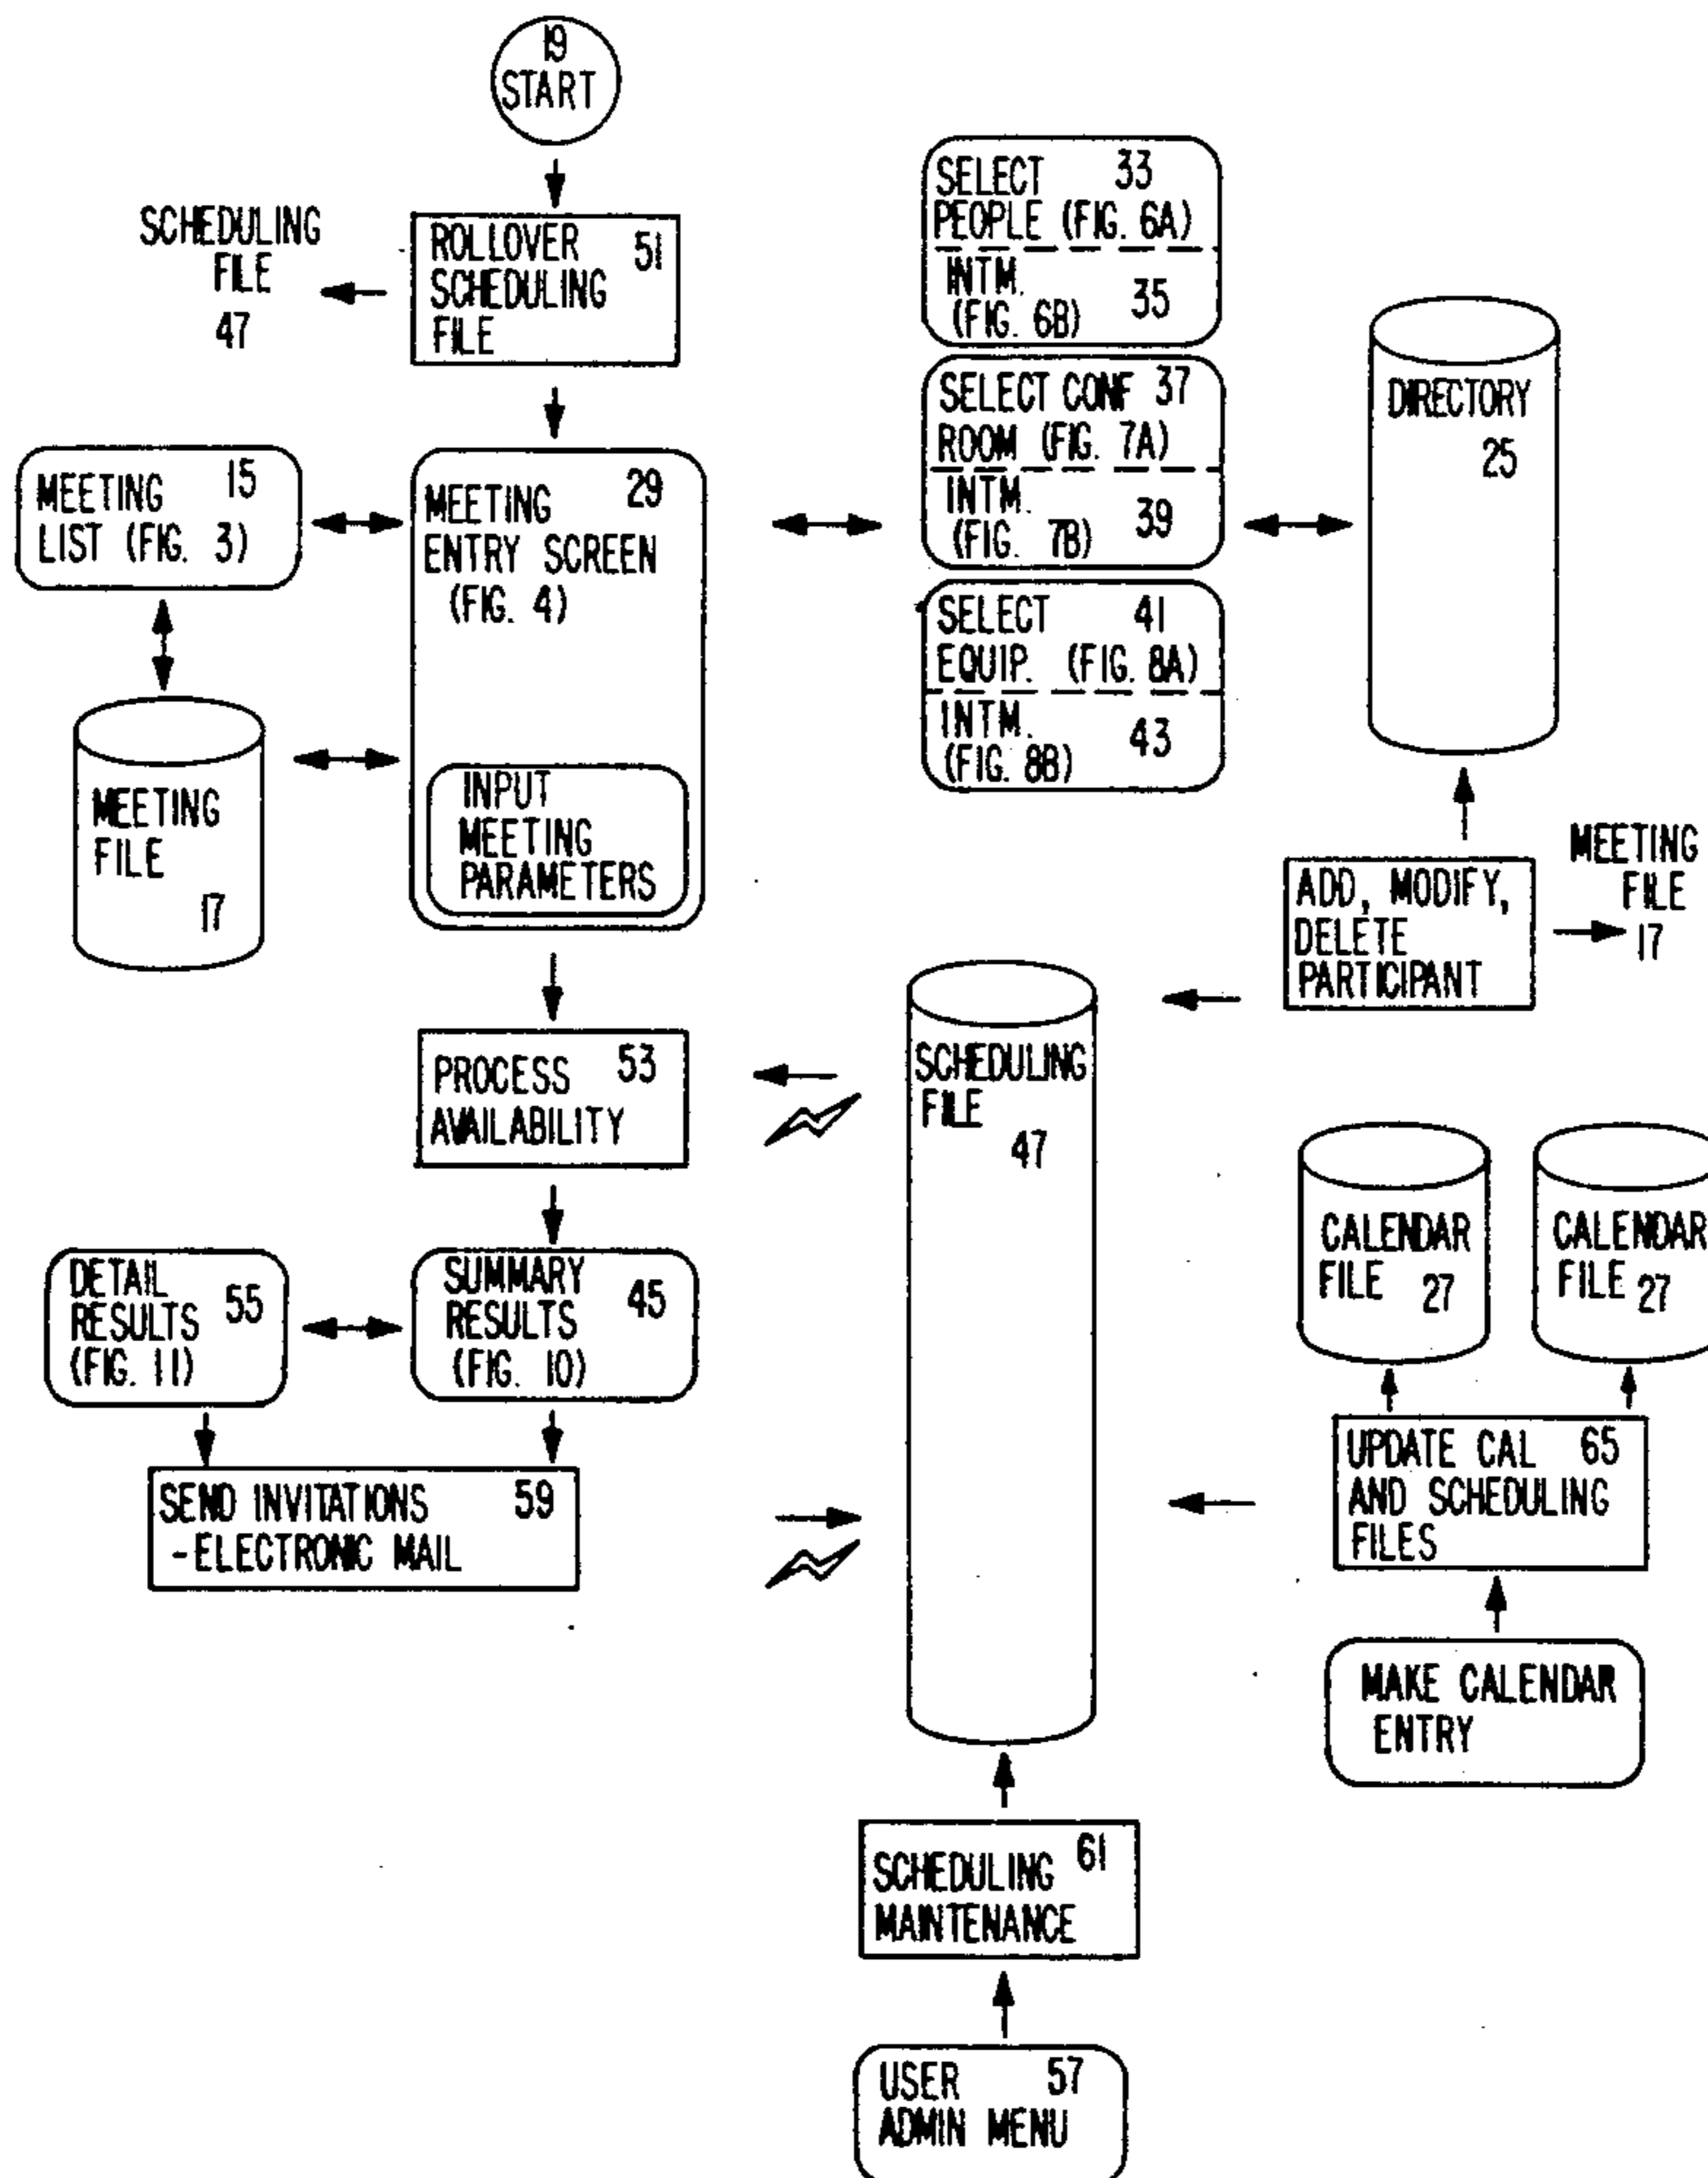 19
START
SCHEDULING
FILE
47
ROLLOVER 51
SCHEDULING
FILE
SELECT 33
PEOPLE (FIG. 6A)
INTM.
(FIG. 6B) 35
SELECT CONF 37
ROOM (FIG. 7A)
INTM.
(FIG. 7B) 39
SELECT 41
EQUIP. (FIG. 8A)
INTM.
(FIG. 8B) 43
DIRECTORY
25
MEETING 15
LIST (FIG. 3)
MEETING 29
ENTRY SCREEN
(FIG. 4)
INPUT
MEETING
PARAMETERS
MEETING
FILE
17
ADD, MODIFY,
DELETE
PARTICIPANT
MEETING
FILE
17
PROCESS 53
AVAILABILITY
SCHEDULING
FILE
47
CALENDAR
FILE 27
CALENDAR
FILE 27
DETAIL
RESULTS 55
(FIG. 11)
SUMMARY
RESULTS 45
(FIG. 10)
SEND INVITATIONS 59
-ELECTRONIC MAIL
UPDATE CAL 65
AND SCHEDULING
FILES
MAKE CALENDAR
ENTRY
SCHEDULING 61
MAINTENANCE
USER 57
ADMIN MENU